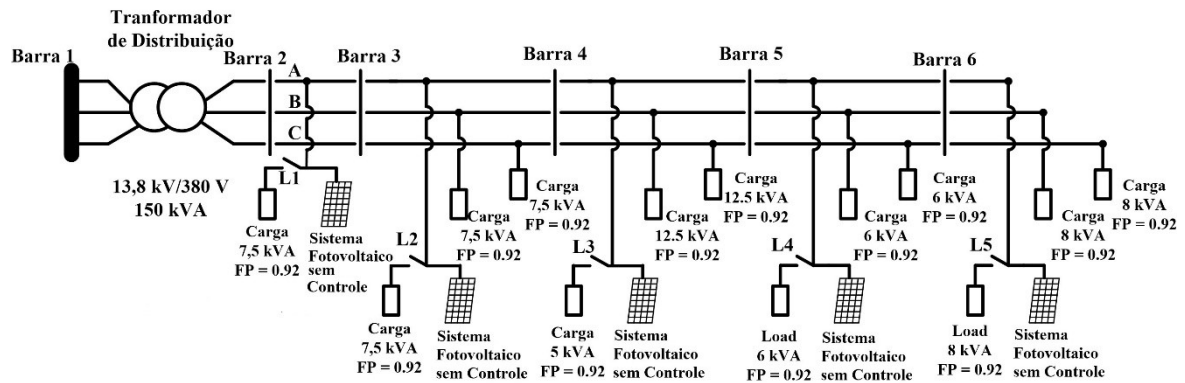 Tranformador
de Distribuição
Barra 1
Barra 2
Barra 3
Barra 4
Barra 5
Barra 6
A
B
C
13,8 kV/380 V
150 kVA
L1
Carga
7,5 kVA
FP = 0.92
Sistema
Fotovoltaico
sem
Controle
L2
Carga
7,5 kVA
FP = 0.92
Sistema
Fotovoltaico
sem Controle
Carga
7,5 kVA
FP = 0.92
Carga
7,5 kVA
FP = 0.92
L3
Carga
5 kVA
FP = 0.92
Sistema
Fotovoltaico
sem Controle
Carga
12.5 kVA
FP = 0.92
Carga
12.5 kVA
FP = 0.92
L4
Load
6 kVA
FP = 0.92
Sistema
Fotovoltaico
sem Controle
Carga
6 kVA
FP = 0.92
Carga
6 kVA
FP = 0.92
L5
Load
8 kVA
FP = 0.92
Sistema
Fotovoltaico
sem Controle
Carga
8 kVA
FP = 0.92
Carga
8 kVA
FP = 0.92